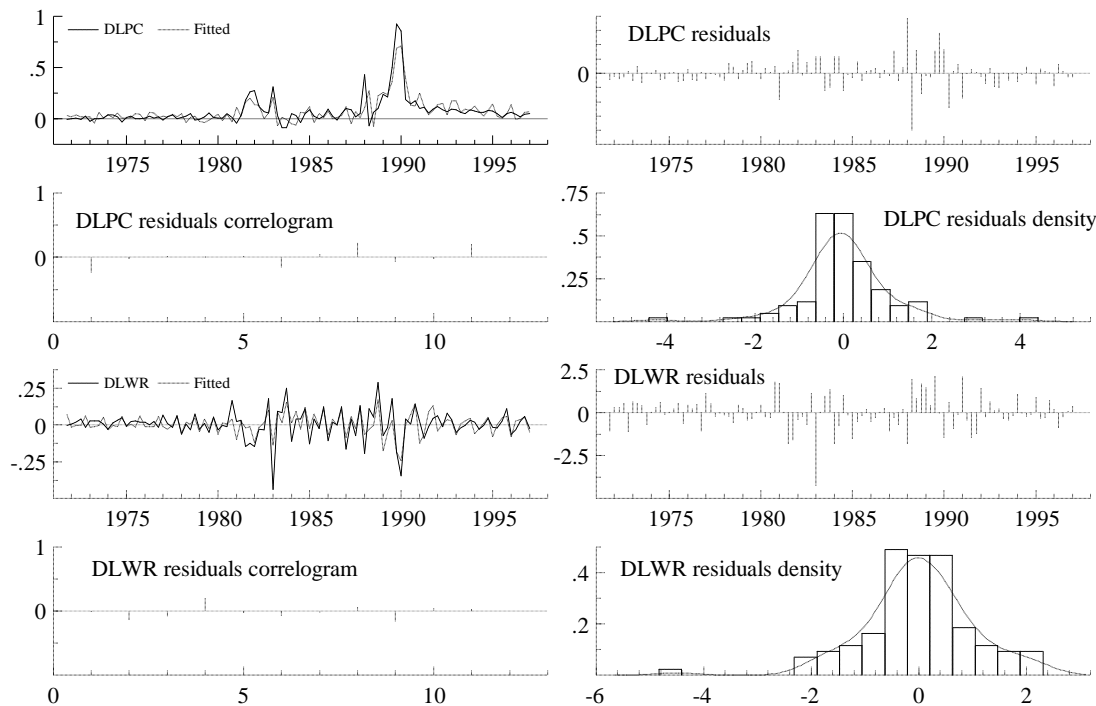 1
DLPC Fitted
.5
0
1975 1980 1985 1990 1995
DLPC residuals
0
1975 1980 1985 1990 1995
1
DLPC residuals correlogram
0
0 5 10
.75
DLPC residuals density
.5
.25
-4 -2 0 2 4
DLWR Fitted
.25
0
-.25
1975 1980 1985 1990 1995
2.5
DLWR residuals
0
-2.5
1975 1980 1985 1990 1995
1
DLWR residuals correlogram
0
0 5 10
DLWR residuals density
.4
.2
-6 -4 -2 0 2